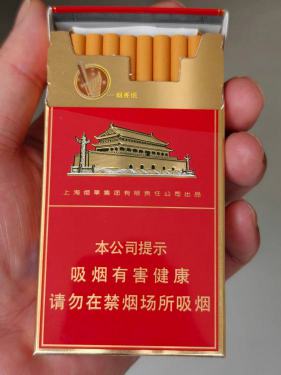 上海烟草集团有限责任公司出品
本公司提示
吸烟有害健康
请勿在禁烟场所吸烟